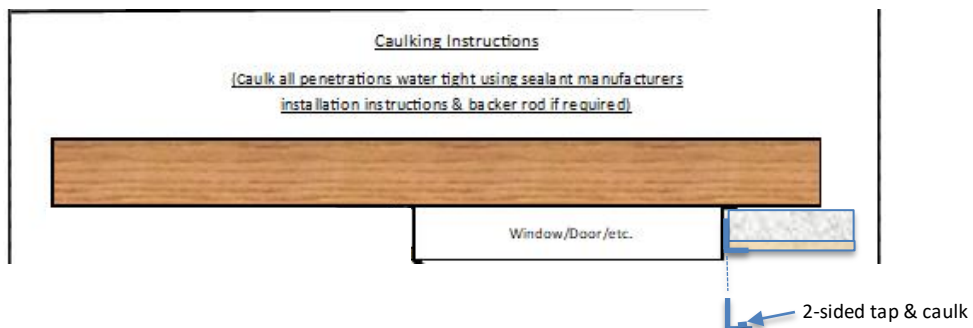 Caulking Instructions
(Caulk all penetrations water tight using sealant manufacturers
installation instructions & backer rod if required)
Window/Door/etc.
2-sided tap & caulk